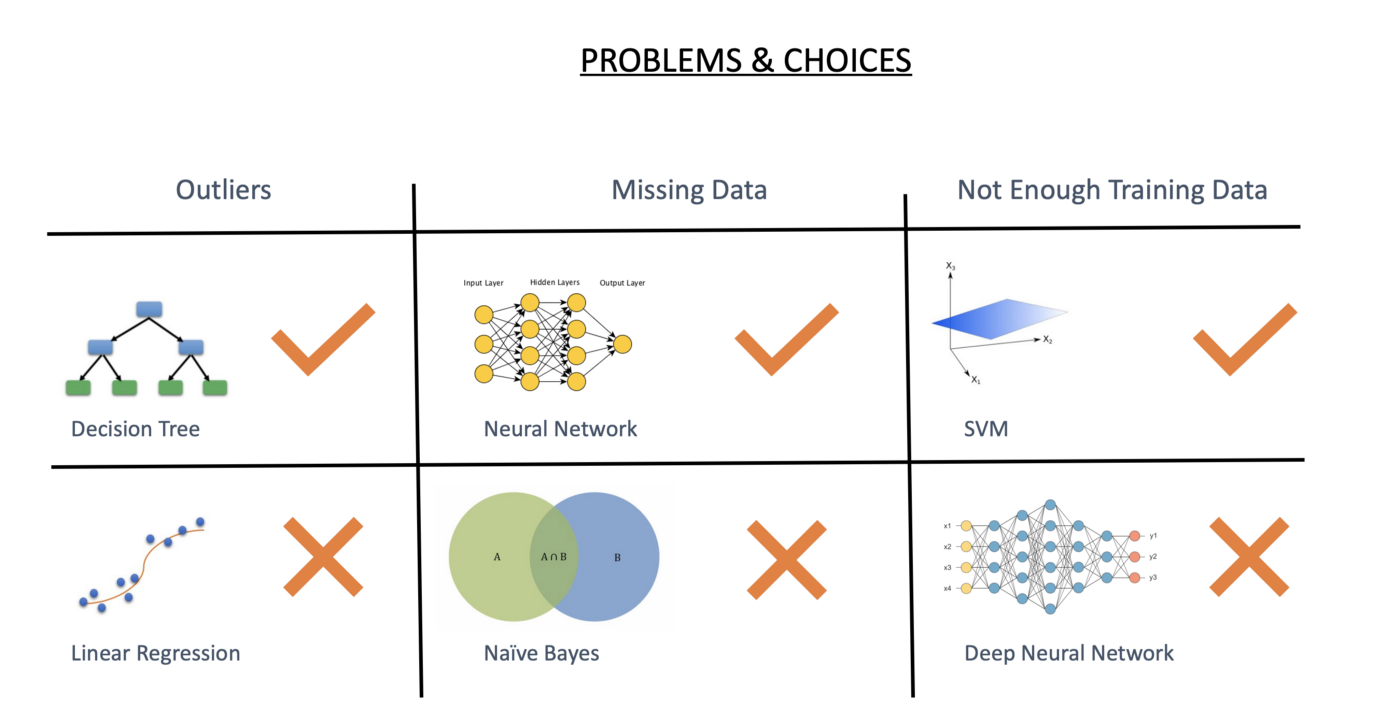 PROBLEMS & CHOICES
Outliers
Missing Data
Not Enough Training Data
Decision Tree
Input Layer
Hidden Layers
Output Layer
Neural Network
X₃
X₂
X₁
SVM
Linear Regression
A
A ∩ B
B
Naïve Bayes
x1
x2
x3
x4
y1
y2
y3
Deep Neural Network